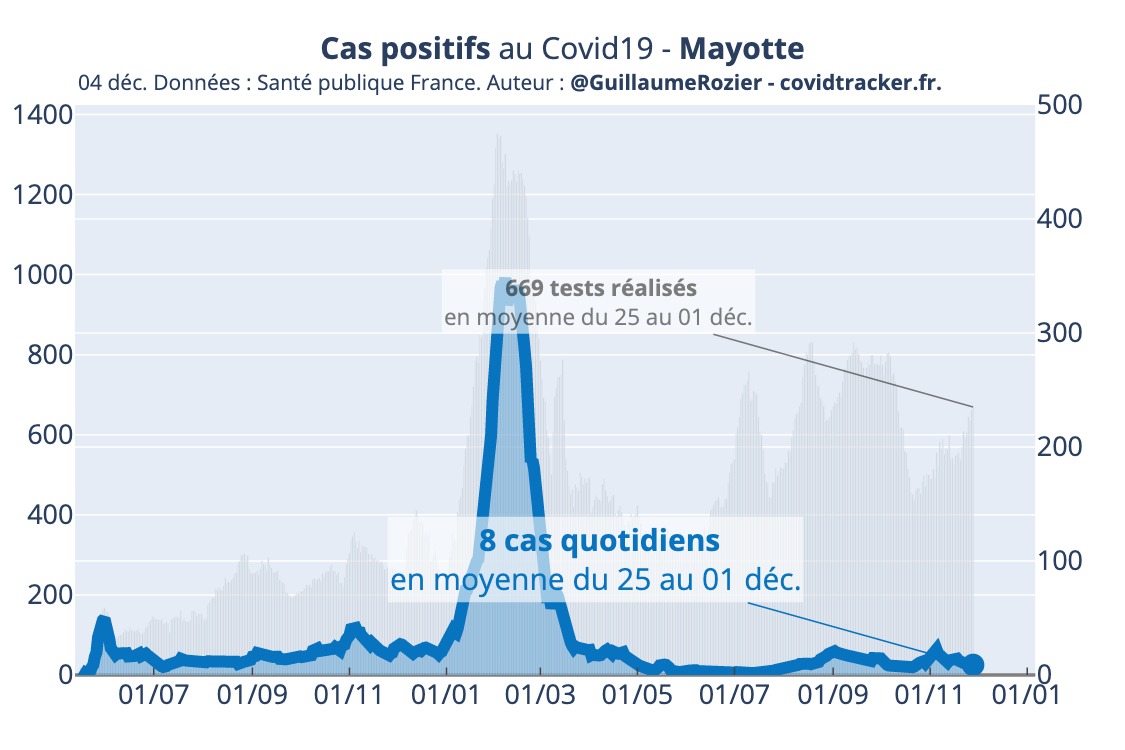 Cas positifs au Covid19 - Mayotte
04 déc. Données : Santé publique France. Auteur : @GuillaumeRozier - covidtracker.fr.
1400
1200
1000
800
600
400
200
0
500
400
300
200
100
0
669 tests réalisés
en moyenne du 25 au 01 déc.
8 cas quotidiens
en moyenne du 25 au 01 déc.
01/07 01/09 01/11 01/01 01/03 01/05 01/07 01/09 01/11 01/01